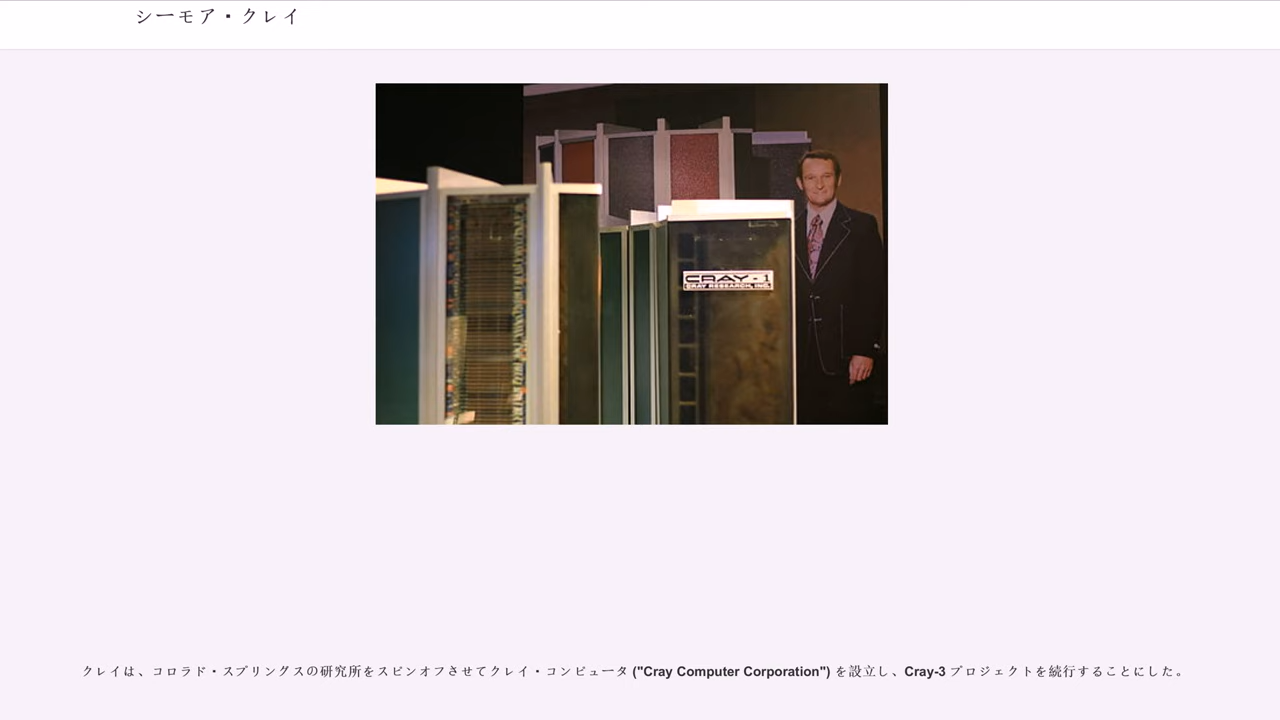 シーモア・クレイ
CRAY-1
CRAY RESEARCH, INC.
クレイは、コロラド・スプリングスの研究所をスピンオフさせてクレイ・コンピュータ ("Cray Computer Corporation") を設立し、Cray-3 プロジェクトを続行することにした。